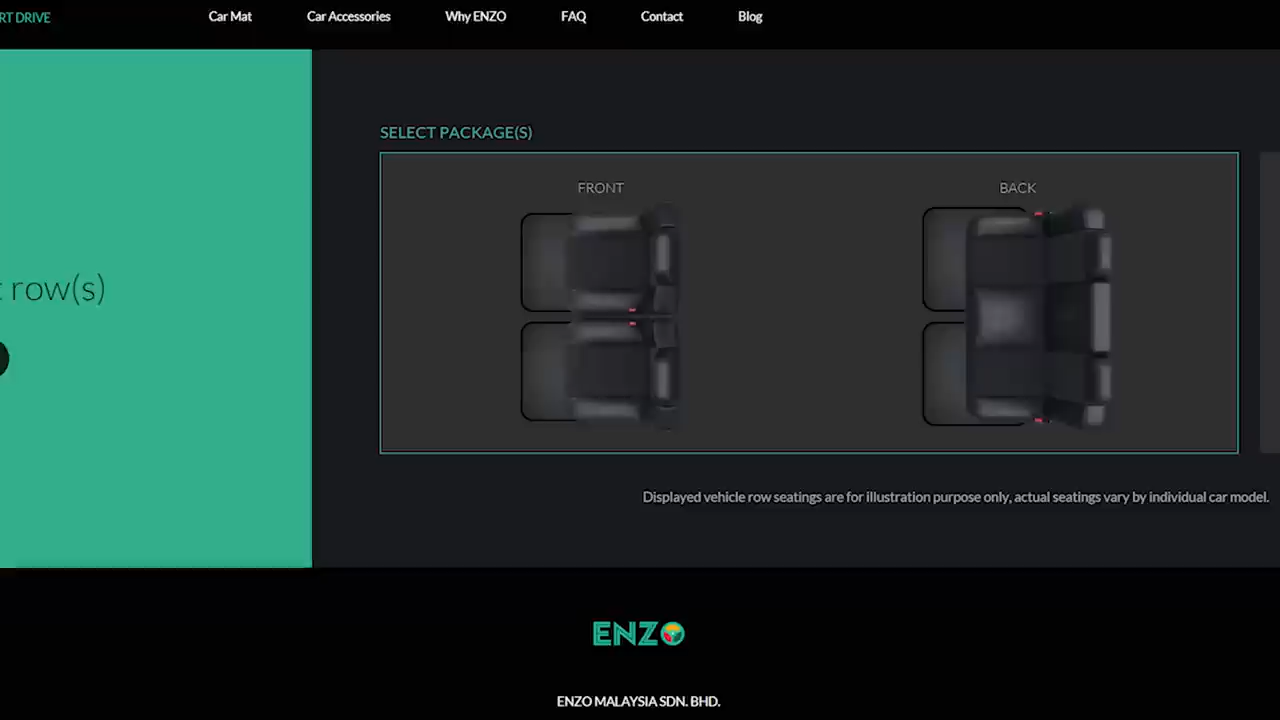 RT DRIVE
Car Mat
Car Accessories
Why ENZO
FAQ
Contact
Blog
SELECT PACKAGE(S)
FRONT
BACK
row(s)
Displayed vehicle row seatings are for illustration purpose only, actual seatings vary by individual car model.
ENZO
ENZO MALAYSIA SDN. BHD.